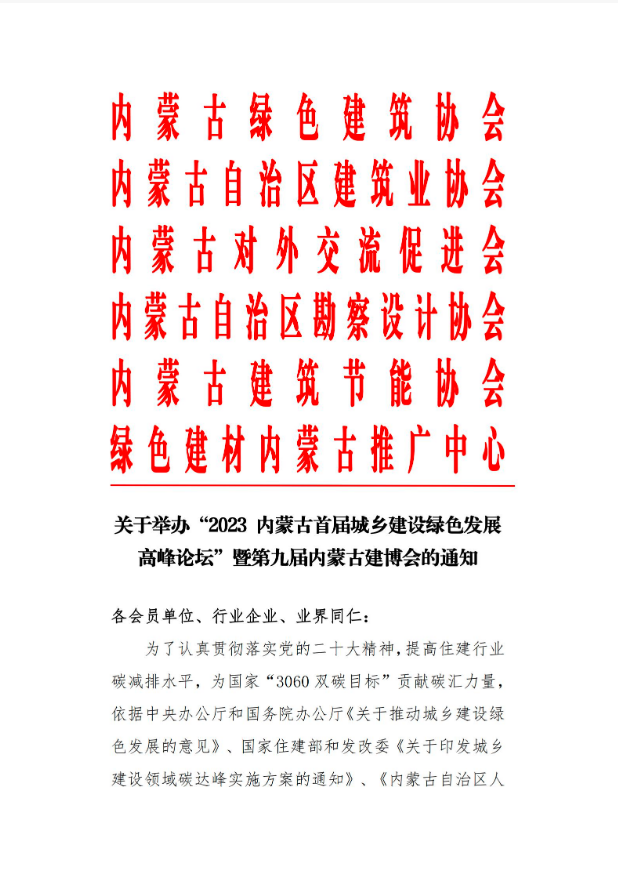 内蒙古绿色建筑协会
内蒙古自治区建筑业协会
内蒙古对外交流促进会
内蒙古自治区勘察设计协会
内蒙古建筑节能协会
绿色建材内蒙古推广中心
关于举办“2023 内蒙古首届城乡建设绿色发展
高峰论坛”暨第九届内蒙古建博会的通知
各会员单位、行业企业、业界同仁：
为了认真贯彻落实党的二十大精神，提高住建行业
碳减排水平，为国家“3060双碳目标”贡献碳汇力量，
依据中央办公厅和国务院办公厅《关于推动城乡建设绿
色发展的意见》、国家住建部和发改委《关于印发城乡
建设领域碳达峰实施方案的通知》、《内蒙古自治区人